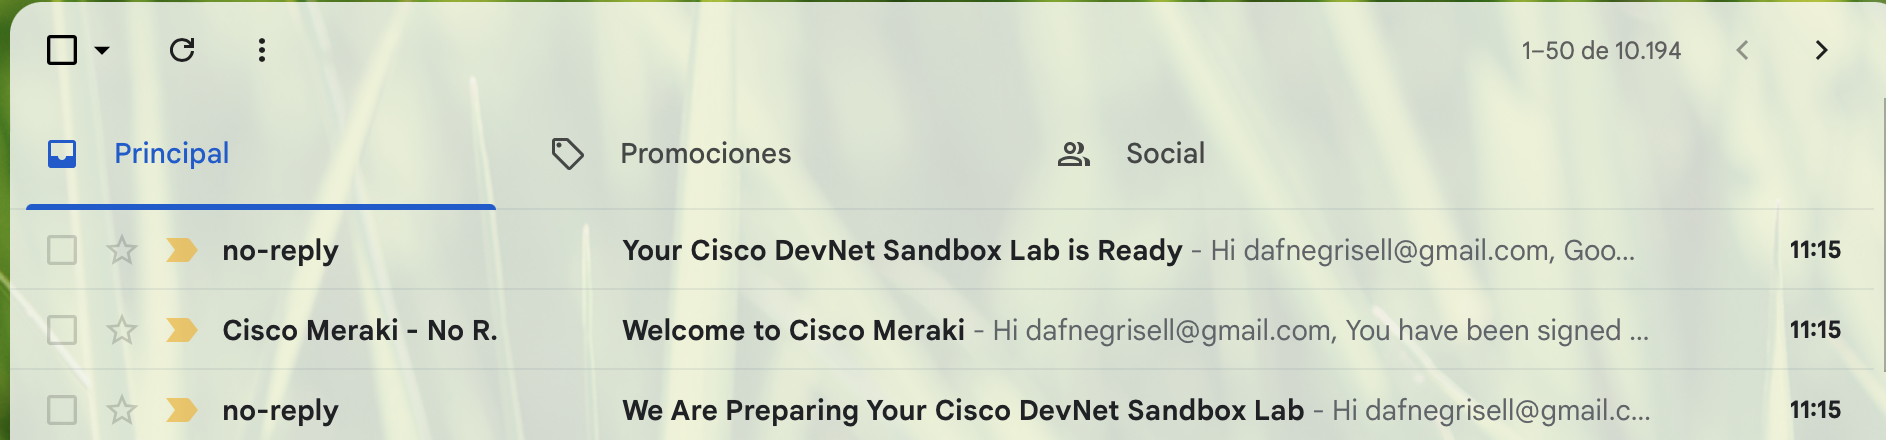 1–50 de 10.194
Principal Promociones Social
no-reply Your Cisco DevNet Sandbox Lab is Ready - Hi dafnegrisell@gmail.com, Goo... 11:15
Cisco Meraki - No R. Welcome to Cisco Meraki - Hi dafnegrisell@gmail.com, You have been signed ... 11:15
no-reply We Are Preparing Your Cisco DevNet Sandbox Lab - Hi dafnegrisell@gmail.c... 11:15